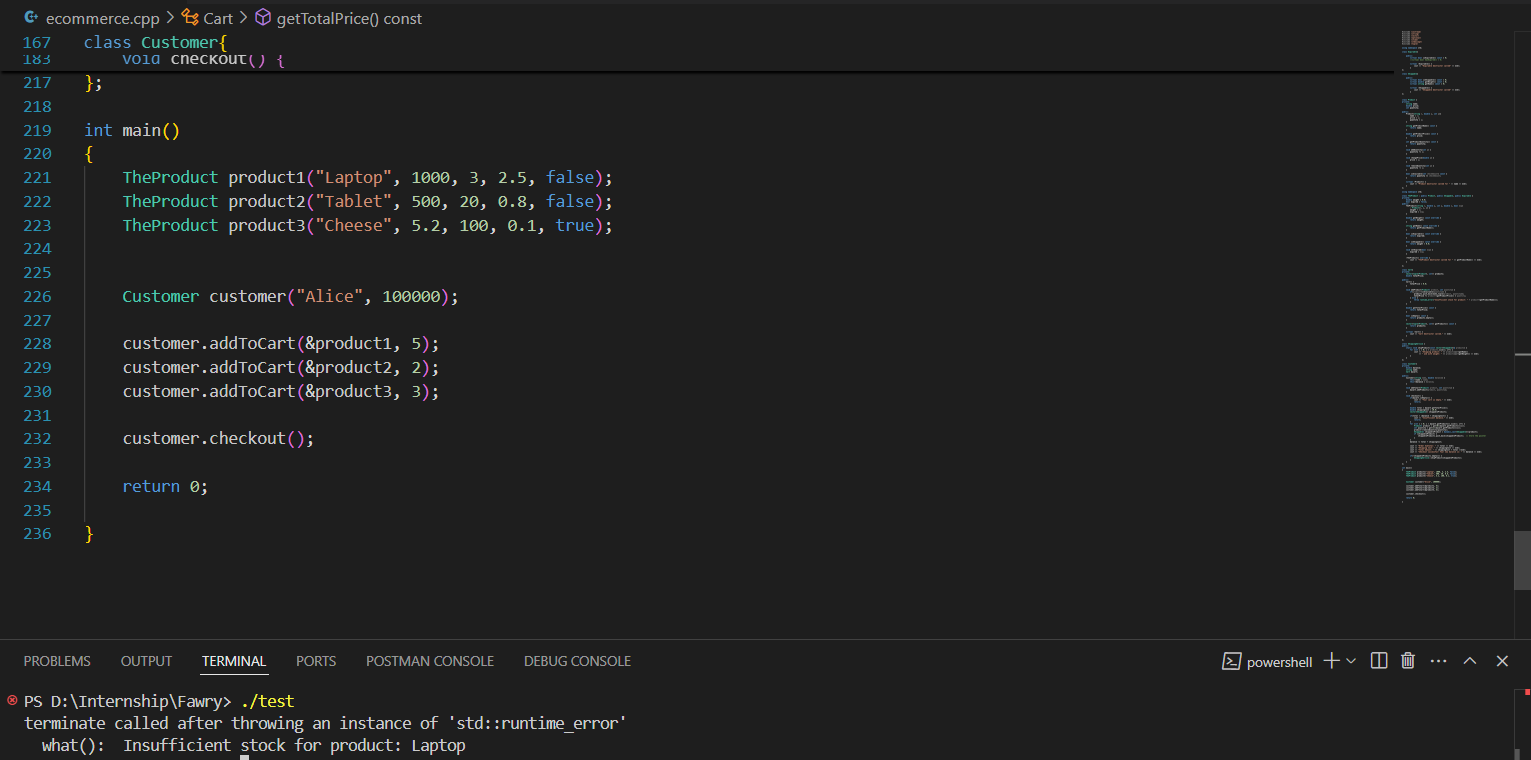 ecommerce.cpp > Cart > getTotalPrice() const
167 class Customer{
183 void checkout() {
217 };
218
219 int main()
220 {
221 TheProduct product1("Laptop", 1000, 3, 2.5, false);
222 TheProduct product2("Tablet", 500, 20, 0.8, false);
223 TheProduct product3("Cheese", 5.2, 100, 0.1, true);
224
225
226 Customer customer("Alice", 100000);
227
228 customer.addToCart(&product1, 5);
229 customer.addToCart(&product2, 2);
230 customer.addToCart(&product3, 3);
231
232 customer.checkout();
233
234 return 0;
235
236 }
PROBLEMS OUTPUT TERMINAL PORTS POSTMAN CONSOLE DEBUG CONSOLE powershell
PS D:\Internship\Fawry> ./test
terminate called after throwing an instance of 'std::runtime_error'
what():  Insufficient stock for product: Laptop